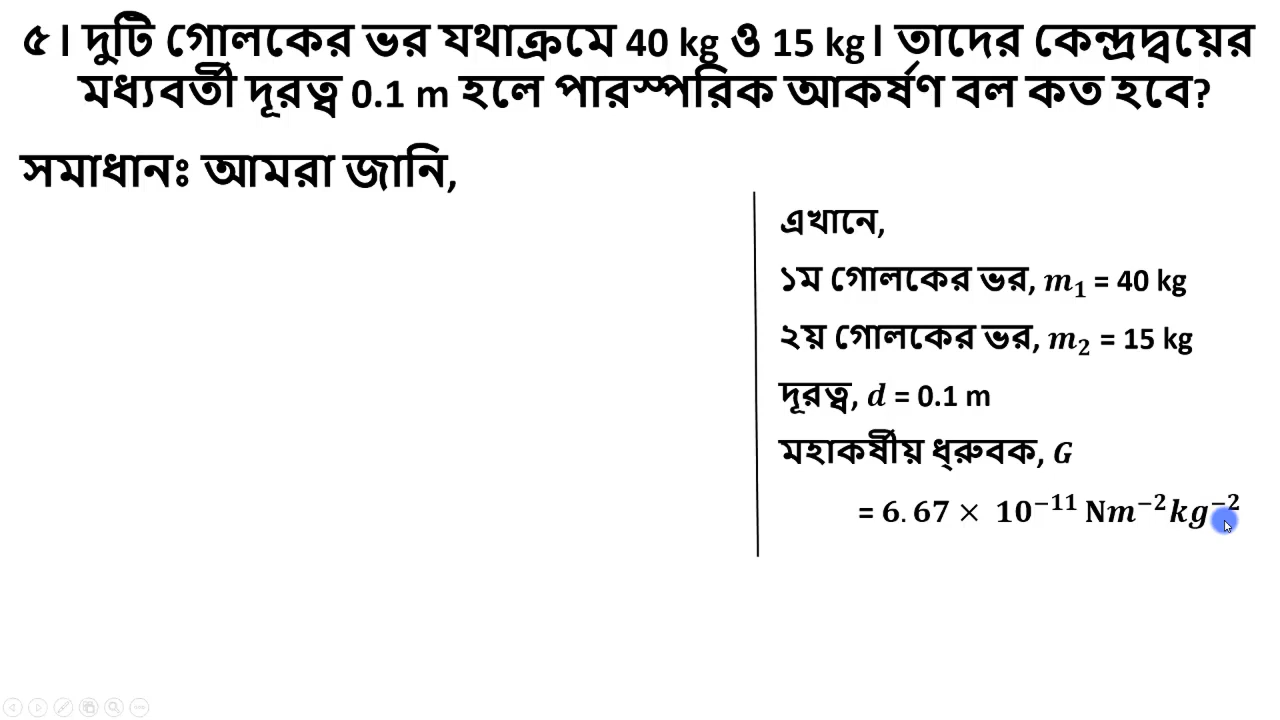 ৫। দুটি গোলকের ভর যথাক্রমে 40 kg ও 15 kg। তাদের কেন্দ্রদ্বয়ের
মধ্যবর্তী দূরত্ব 0.1 m হলে পারস্পরিক আকর্ষণ বল কত হবে?
সমাধানঃ আমরা জানি,
এখানে,
১ম গোলকের ভর, m₁ = 40 kg
২য় গোলকের ভর, m₂ = 15 kg
দূরত্ব, d = 0.1 m
মহাকর্ষীয় ধ্‌রুবক, G
= 6.67 × 10⁻¹¹ Nm⁻²kg⁻²